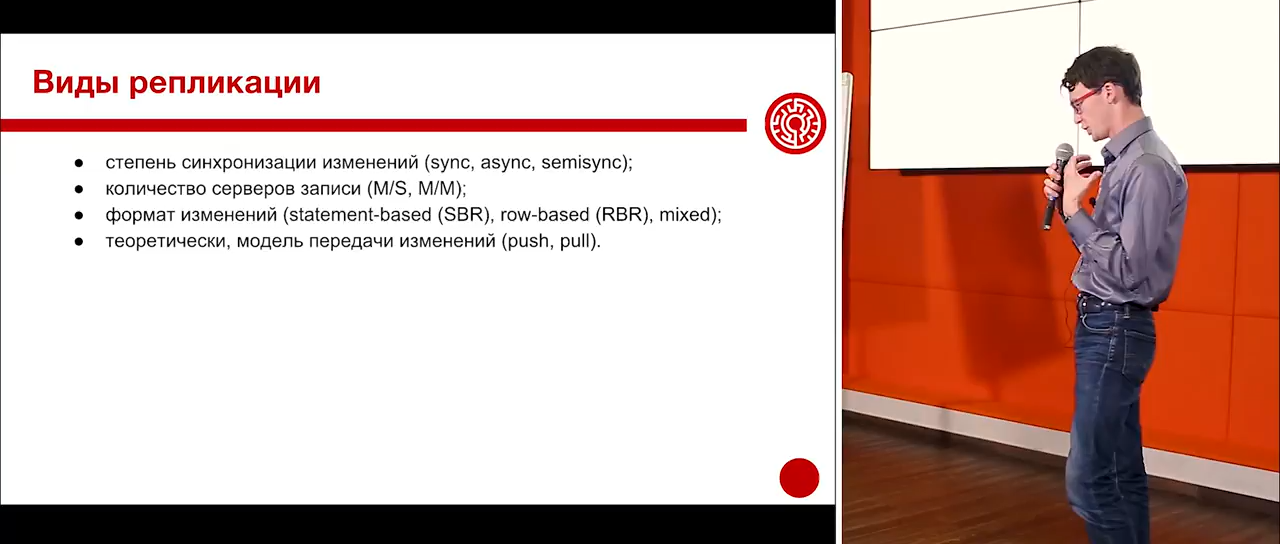 Виды репликации
● степень синхронизации изменений (sync, async, semisync);
● количество серверов записи (M/S, M/M);
● формат изменений (statement-based (SBR), row-based (RBR), mixed);
● теоретически, модель передачи изменений (push, pull).